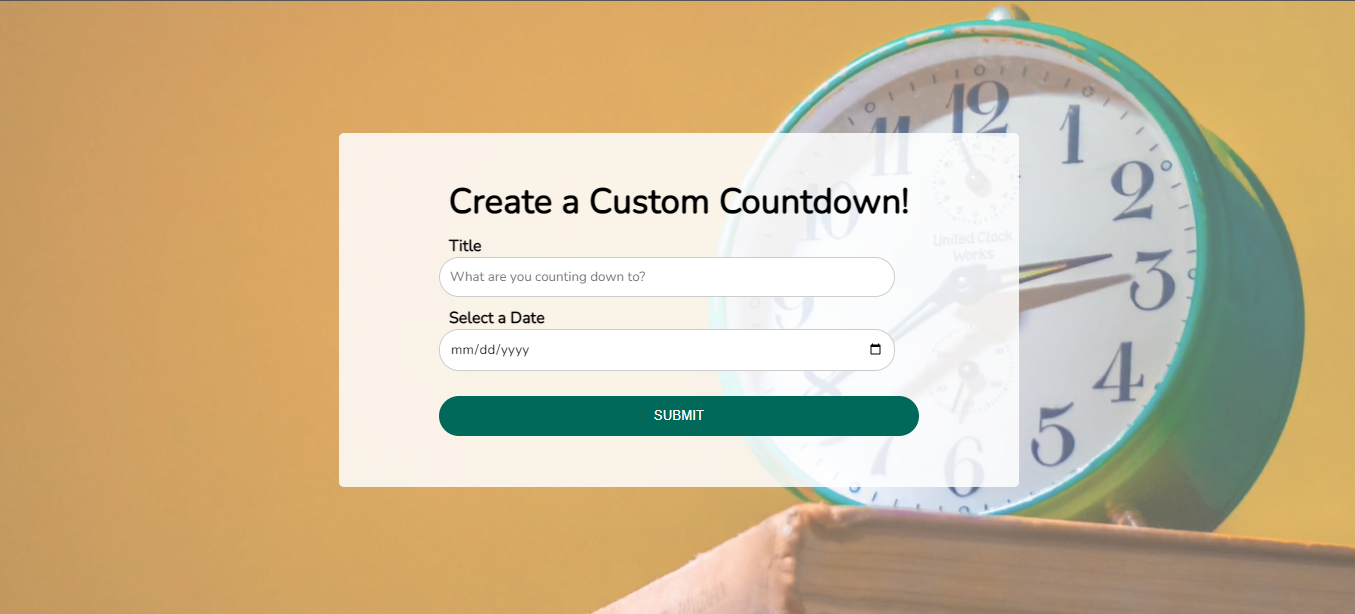 12
11
1
10
2
Create a Custom Countdown!
United Clock
Works
Title
What are you counting down to?
3
9
Select a Date
mm/dd/yyyy
4
8
SUBMIT
5
7
6